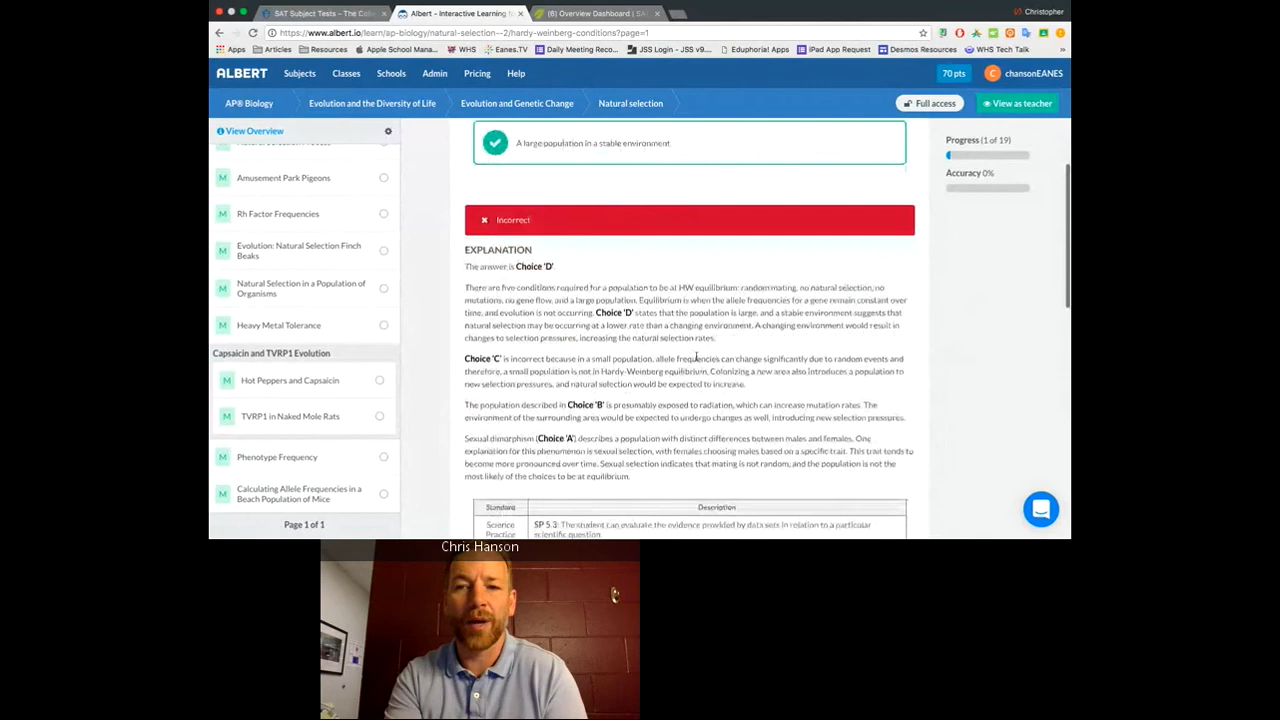 SAT Subject Tests – The Colle
Albert - Interactive Learning fo
(6) Overview Dashboard | SA
Christopher
https://www.albert.io/learn/ap-biology/natural-selection--2/hardy-weinberg-conditions?page=1
Apps Articles Resources Apple School Mana... WHS Eanes.TV Daily Meeting Reco... JSS Login - JSS v9.... Eduphoria! Apps iPad App Request Desmos Resources WHS Tech Talk
ALBERT Subjects Classes Schools Admin Pricing Help 70 pts C chansonEANES
AP® Biology Evolution and the Diversity of Life Evolution and Genetic Change Natural selection Full access View as teacher
View Overview
M Amusement Park Pigeons
M Rh Factor Frequencies
M Evolution: Natural Selection Finch
Beaks
M Natural Selection in a Population of
Organisms
M Heavy Metal Tolerance
Capsaicin and TVRP1 Evolution
M Hot Peppers and Capsaicin
M TVRP1 in Naked Mole Rats
M Phenotype Frequency
M Calculating Allele Frequencies in a
Beach Population of Mice
Page 1 of 1
A large population in a stable environment
Incorrect
EXPLANATION
The answer is Choice 'D'
There are five conditions required for a population to be at HW equilibrium: random mating, no natural selection, no
mutations, no gene flow, and a large population. Equilibrium is when the allele frequencies for a gene remain constant over
time, and evolution is not occurring. Choice 'D' states that the population is large, and a stable environment suggests that
natural selection may be occurring at a lower rate than a changing environment. A changing environment would result in
changes to selection pressures, increasing the natural selection rates.
Choice 'C' is incorrect because in a small population, allele frequencies can change significantly due to random events and
therefore, a small population is not in Hardy-Weinberg equilibrium. Colonizing a new area also introduces a population to
new selection pressures, and natural selection would be expected to increase.
The population described in Choice 'B' is presumably exposed to radiation, which can increase mutation rates. The
environment of the surrounding area would be expected to undergo changes as well, introducing new selection pressures.
Sexual dimorphism (Choice 'A') describes a population with distinct differences between males and females. One
explanation for this phenomenon is sexual selection, with females choosing males based on a specific trait. This trait tends to
become more pronounced over time. Sexual selection indicates that mating is not random, and the population is not the
most likely of the choices to be at equilibrium.
Standard Description
Science SP 5.3: The student can evaluate the evidence provided by data sets in relation to a particular
Practice scientific question.
Progress (1 of 19)
Accuracy 0%
Chris Hanson